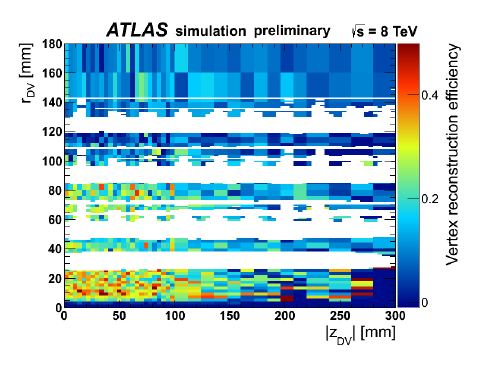 ATLAS simulation preliminary √s = 8 TeV
r_DV [mm]
180
160
140
120
100
80
60
40
20
0
0 50 100 150 200 250 300
|z_DV| [mm]
0.4
0.2
0
Vertex reconstruction efficiency